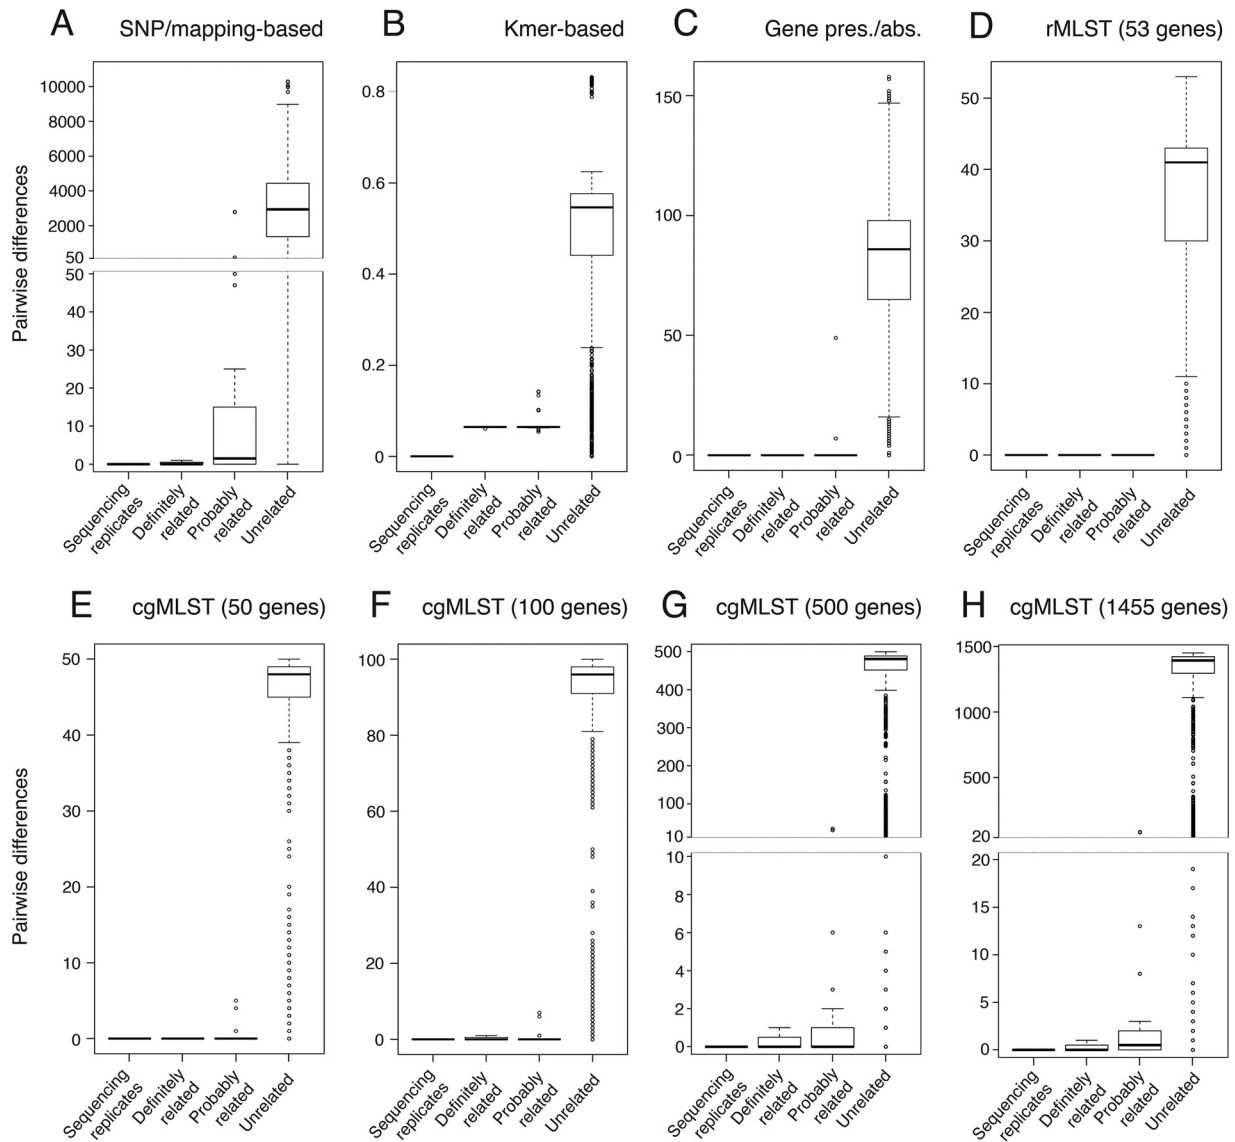 A SNP/mapping-based
B Kmer-based
C Gene pres./abs.
D rMLST (53 genes)
Pairwise differences
10000
8000
6000
4000
2000
50
50
40
30
20
10
0
Sequencing replicates
Definitely related
Probably related
Unrelated
0.8
0.6
0.4
0.2
0
Sequencing replicates
Definitely related
Probably related
Unrelated
150
100
50
0
Sequencing replicates
Definitely related
Probably related
Unrelated
50
40
30
20
10
0
Sequencing replicates
Definitely related
Probably related
Unrelated
E cgMLST (50 genes)
F cgMLST (100 genes)
G cgMLST (500 genes)
H cgMLST (1455 genes)
Pairwise differences
50
40
30
20
10
0
Sequencing replicates
Definitely related
Probably related
Unrelated
100
80
60
40
20
0
Sequencing replicates
Definitely related
Probably related
Unrelated
500
400
300
200
100
10
10
8
6
4
2
0
Sequencing replicates
Definitely related
Probably related
Unrelated
1500
1000
500
20
20
15
10
5
0
Sequencing replicates
Definitely related
Probably related
Unrelated